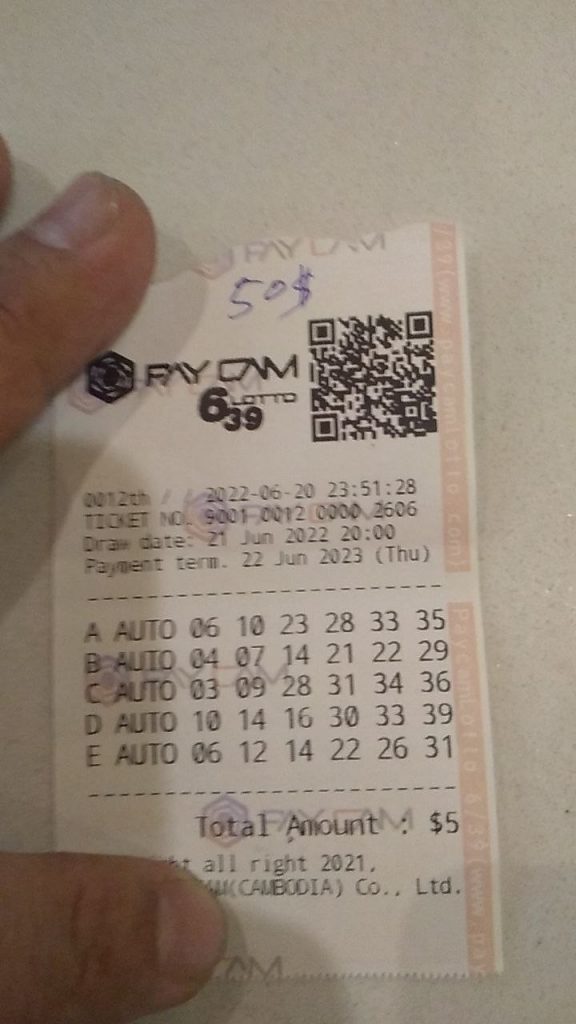 PAYCAM
50$
PAYCAM
LOTTO
639
0012th / / 2022-06-20 23:51:28
TICKET NO. 9001 0012 0000 2606
Draw date: 21 Jun 2022 20:00
Payment term. 22 Jun 2023 (Thu)
A AUTO 06 10 23 28 33 35
B AUTO 04 07 14 21 22 29
C AUTO 03 09 28 31 34 36
D AUTO 10 14 16 30 33 39
E AUTO 06 12 14 22 26 31
PAYCAM
Total Amount : $5
all right 2021,
(CAMBODIA) Co., Ltd.